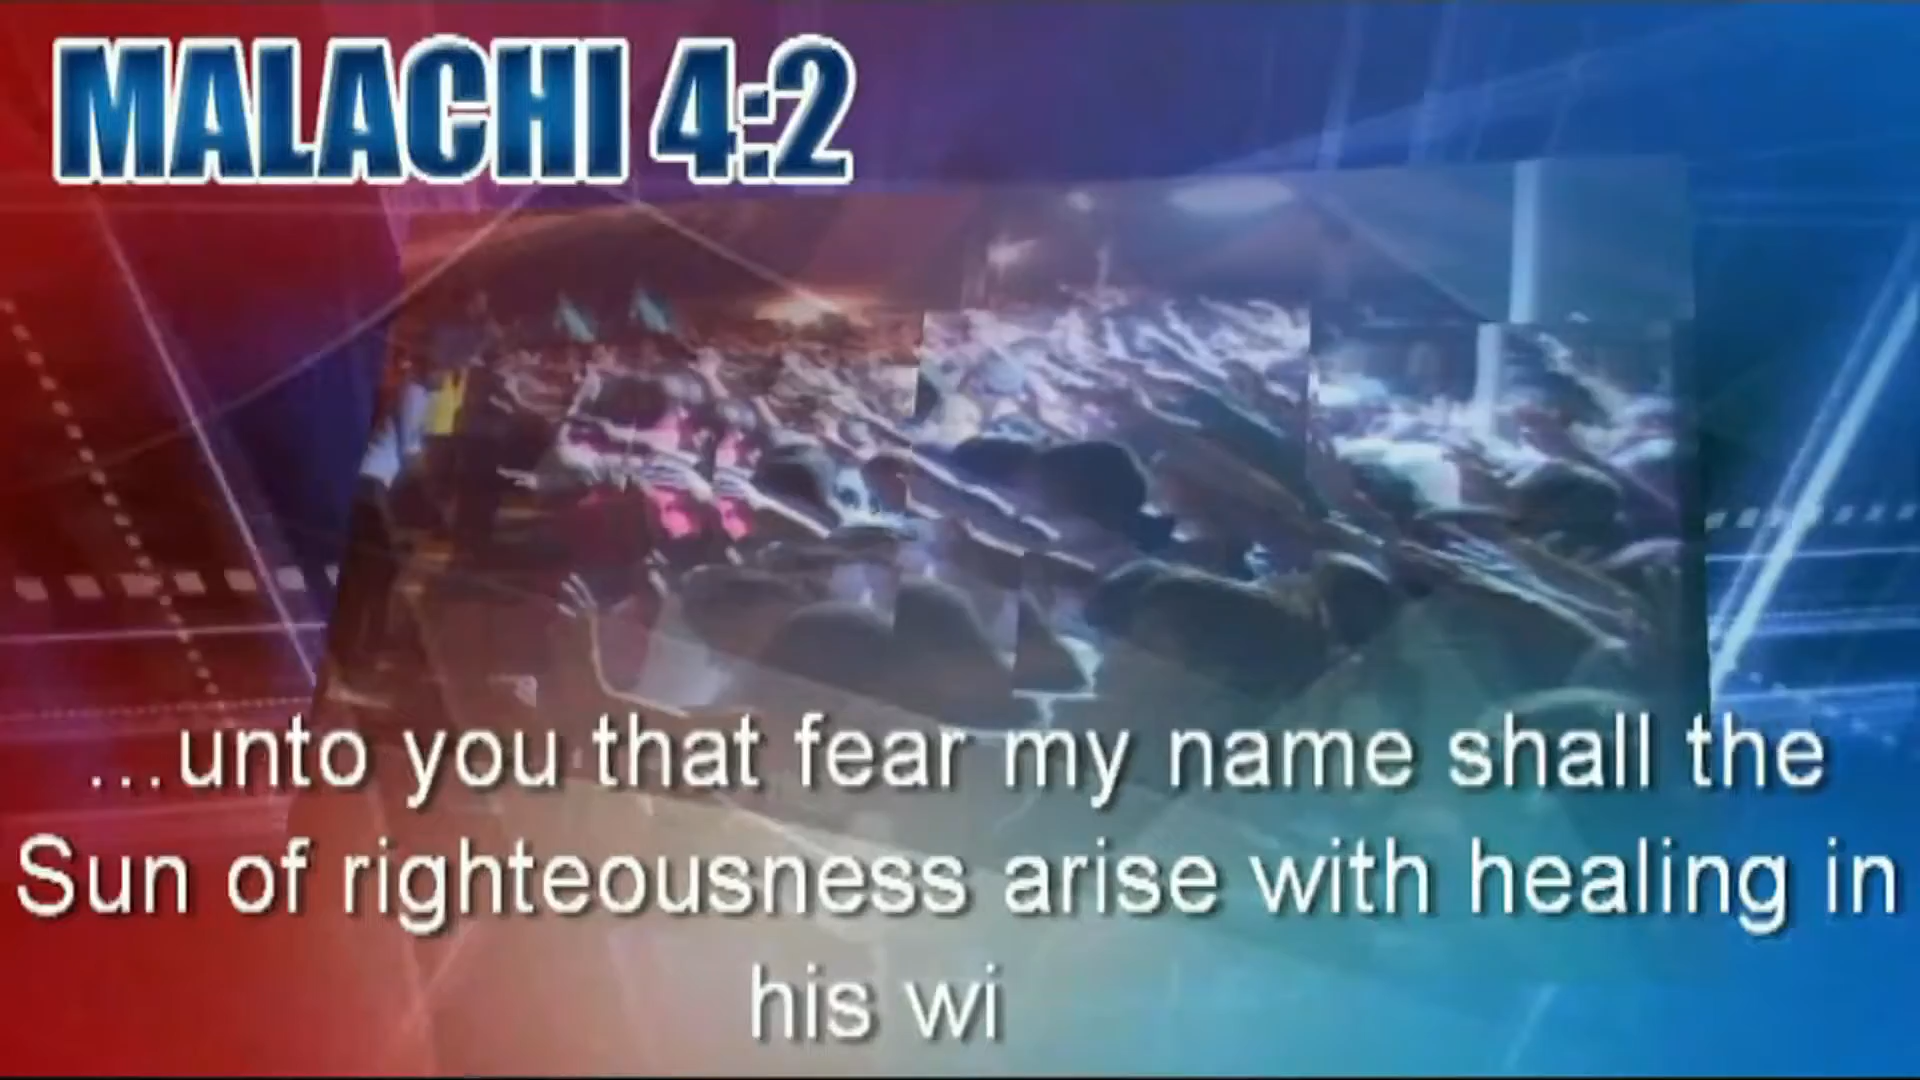 MALACHI 4:2
...unto you that fear my name shall the
Sun of righteousness arise with healing in
his wi